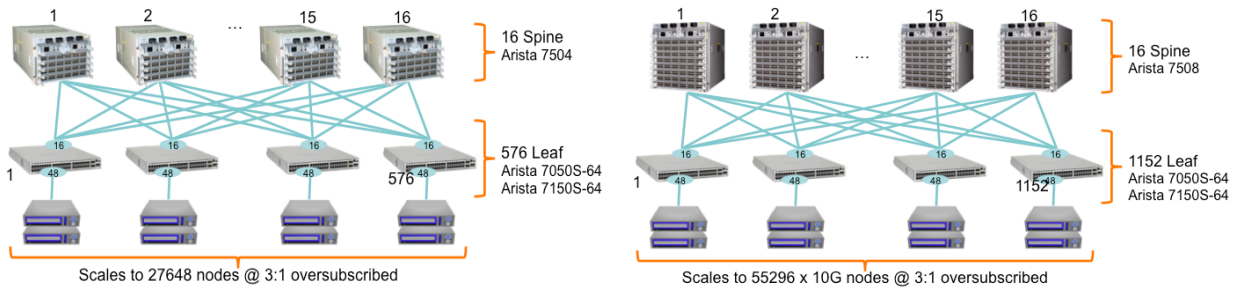 1
2
...
15
16
16 Spine
Arista 7504
16
16
16
16
576 Leaf
Arista 7050S-64
Arista 7150S-64
1
48
48
48
576
48
Scales to 27648 nodes @ 3:1 oversubscribed
1
2
...
15
16
16 Spine
Arista 7508
16
16
16
16
1152 Leaf
Arista 7050S-64
Arista 7150S-64
1
48
48
48
1152
48
Scales to 55296 x 10G nodes @ 3:1 oversubscribed